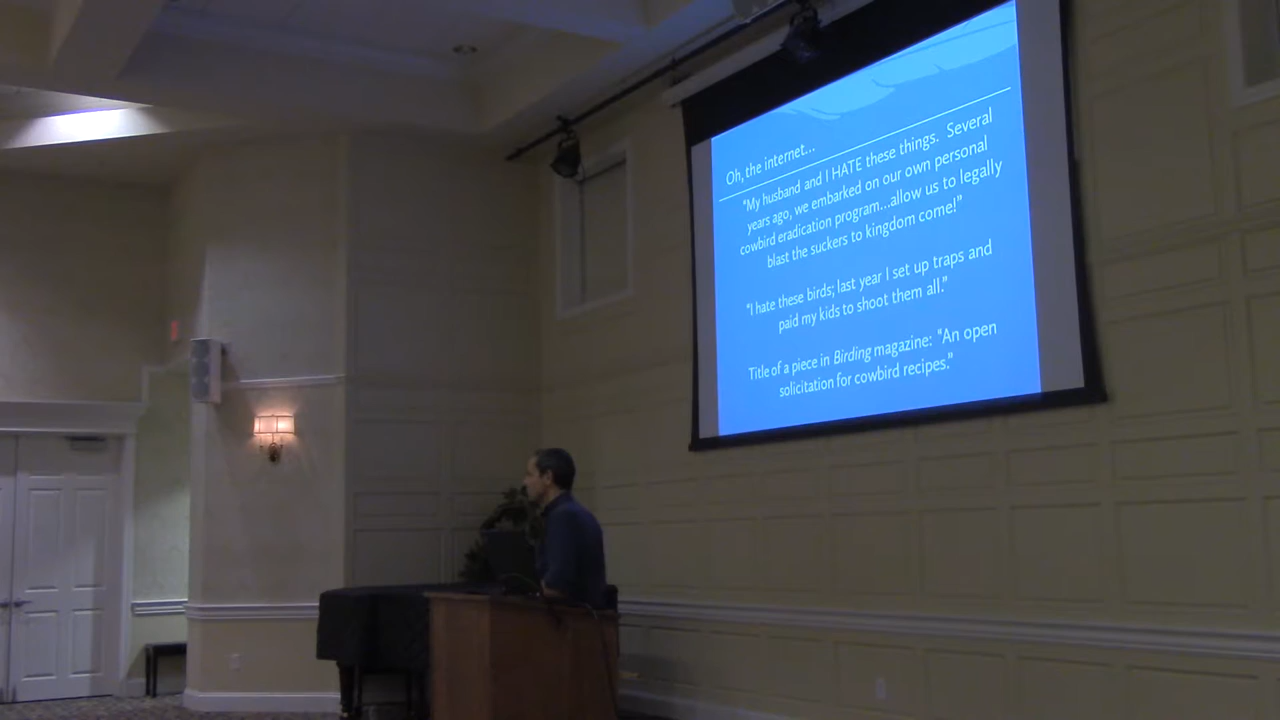 Oh, the internet...
"My husband and I HATE these things. Several
years ago, we embarked on our own personal
cowbird eradication program...allow us to legally
blast the suckers to kingdom come!"
"I hate these birds; last year I set up traps and
paid my kids to shoot them all."
Title of a piece in Birding magazine: "An open
solicitation for cowbird recipes."